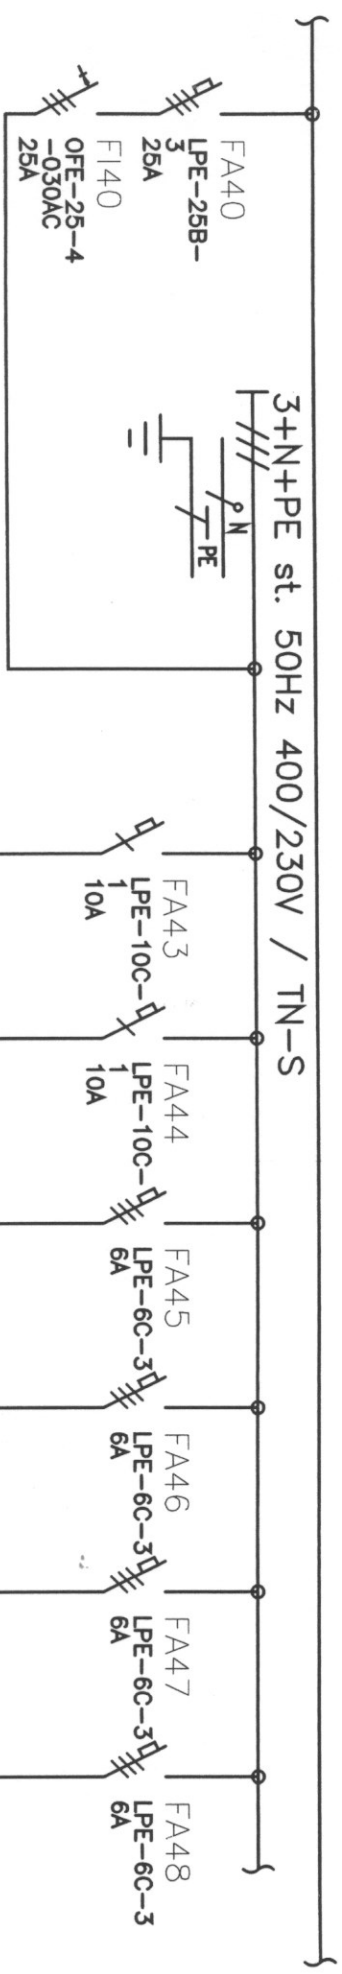 3+N+PE st. 50Hz 400/230V / TN-S
N
PE
FA40
LPE-25B-
3
25A
FI40
OFE-25-4
-030AC
25A
FA43
LPE-10C-
1
10A
FA44
LPE-10C-
1
10A
FA45
LPE-6C-3
6A
FA46
LPE-6C-3
6A
FA47
LPE-6C-3
6A
FA48
LPE-6C-3
6A